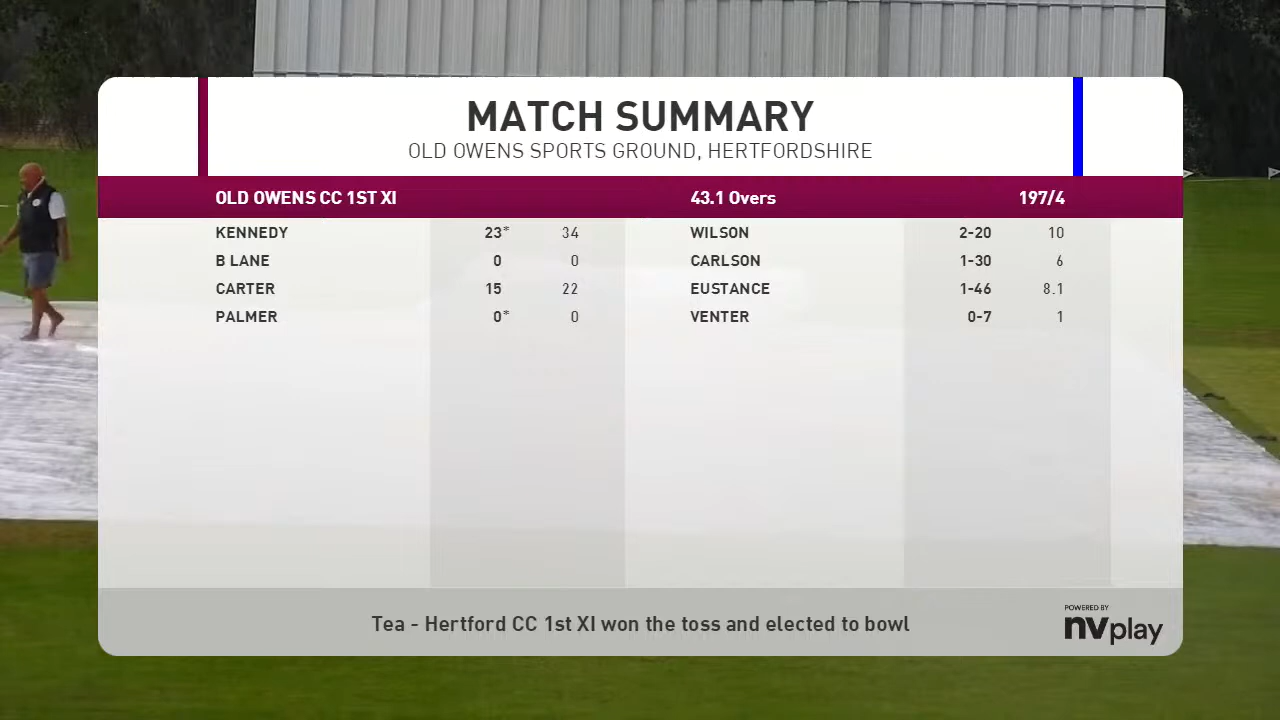 MATCH SUMMARY
OLD OWENS SPORTS GROUND, HERTFORDSHIRE
OLD OWENS CC 1ST XI 43.1 Overs 197/4
KENNEDY 23* 34 WILSON 2-20 10
B LANE 0 0 CARLSON 1-30 6
CARTER 15 22 EUSTANCE 1-46 8.1
PALMER 0* 0 VENTER 0-7 1
Tea - Hertford CC 1st XI won the toss and elected to bowl
POWERED BY
nvplay